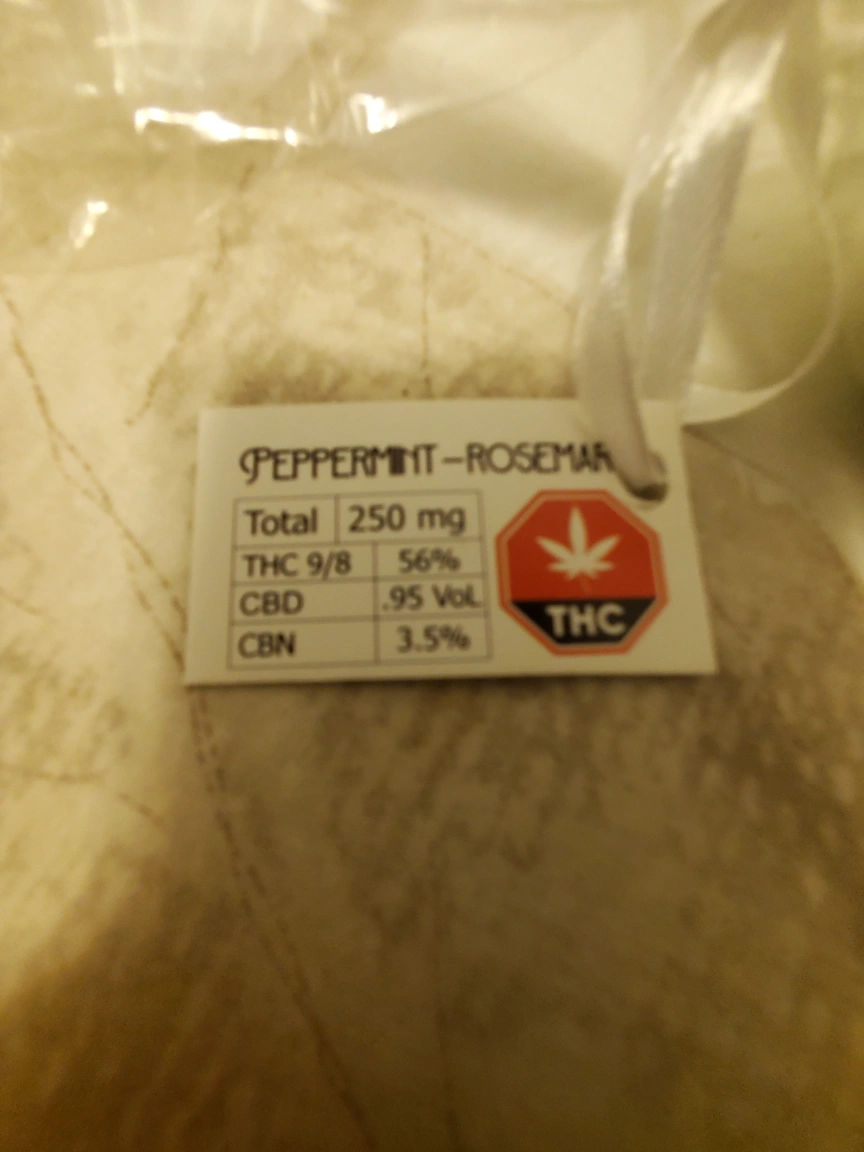 PEPPERMINT-ROSEMAR
Total 250 mg
THC 9/8 56%
CBD .95 Vol.
CBN 3.5%
THC